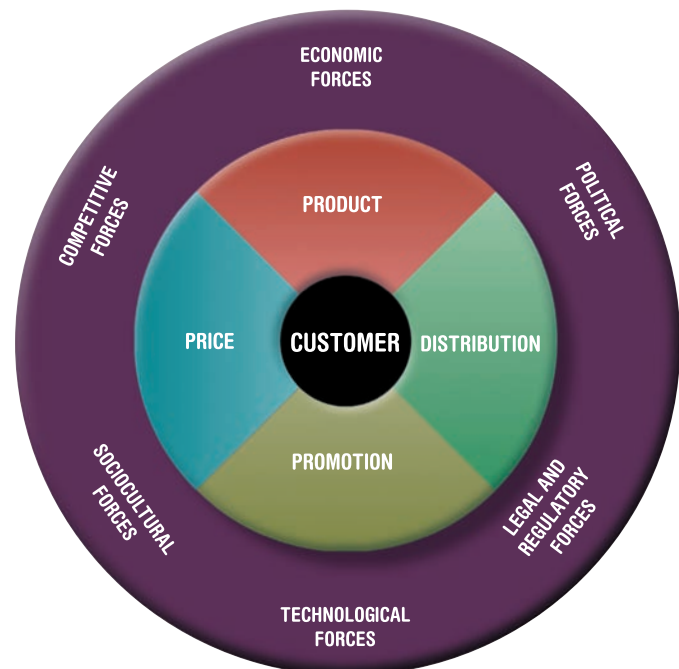 ECONOMIC
FORCES
COMPETITIVE
FORCES
POLITICAL
FORCES
PRODUCT
PRICE
CUSTOMER
DISTRIBUTION
PROMOTION
SOCIOCULTURAL
FORCES
LEGAL AND
REGULATORY
FORCES
TECHNOLOGICAL
FORCES